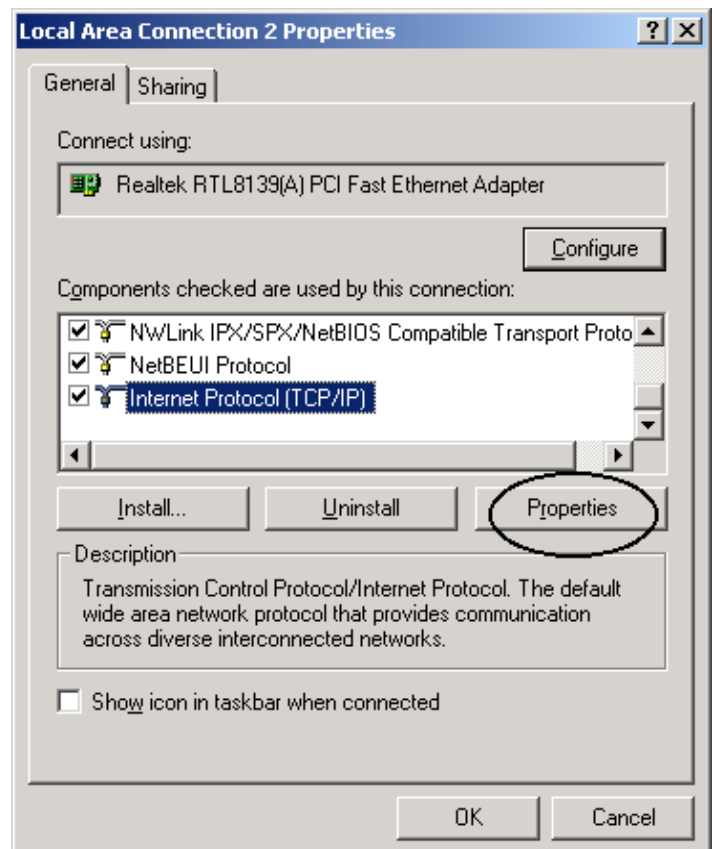 Local Area Connection 2 Properties
General
Sharing
Connect using:
Realtek RTL8139(A) PCI Fast Ethernet Adapter
Configure
Components checked are used by this connection:
NWLink IPX/SPX/NetBIOS Compatible Transport Proto
NetBEUI Protocol
Internet Protocol (TCP/IP)
Install...
Uninstall
Properties
Description
Transmission Control Protocol/Internet Protocol. The default
wide area network protocol that provides communication
across diverse interconnected networks.
Show icon in taskbar when connected
OK
Cancel